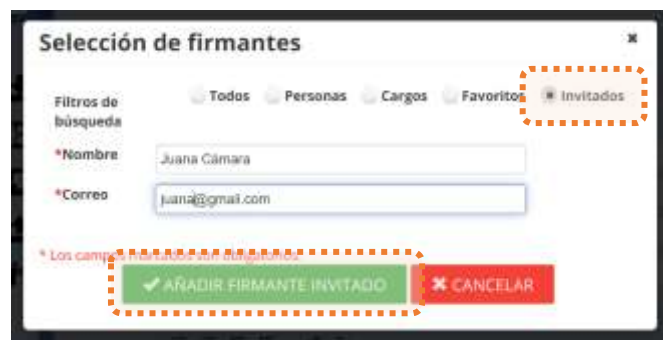 Selección de firmantes ✖
Filtros de búsqueda Todos Personas Cargos Favoritos Invitados
*Nombre Juana Cámara
*Correo juana@gmail.com
* Los campos marcados son obligatorios
✔ AÑADIR FIRMANTE INVITADO ✖ CANCELAR